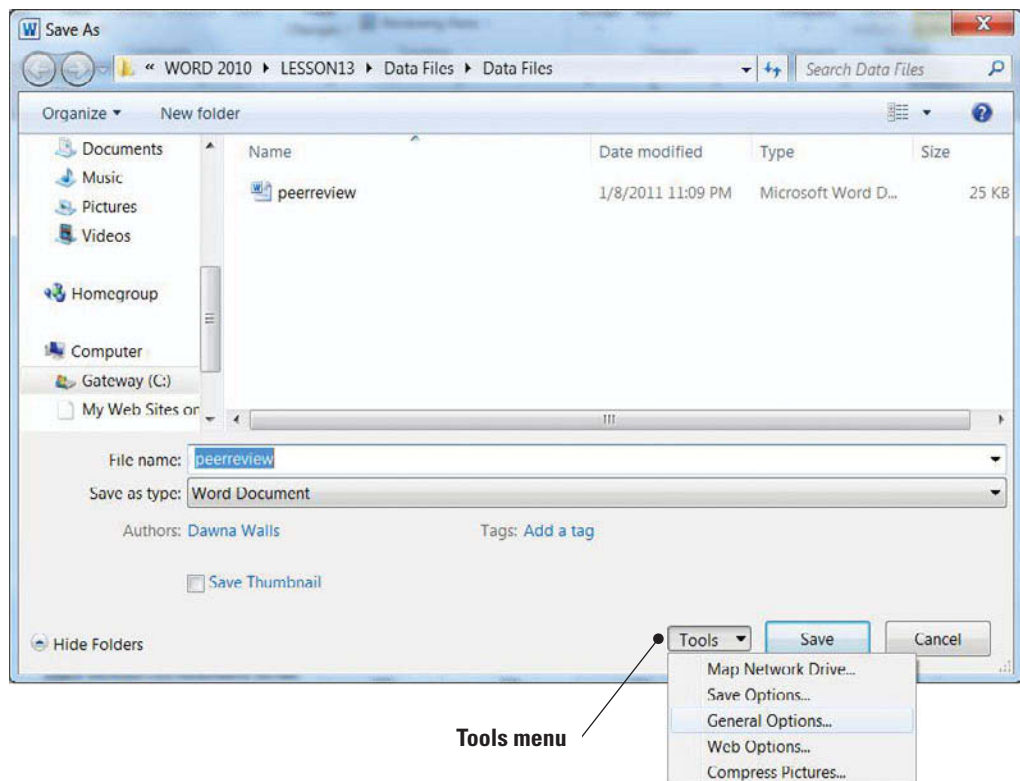 Save As
« WORD 2010 ▸ LESSON13 ▸ Data Files ▸ Data Files
Search Data Files
Organize ▾ New folder
Documents
Music
Pictures
Videos
Homegroup
Computer
Gateway (C:)
My Web Sites on
Name Date modified Type Size
peerreview 1/8/2011 11:09 PM Microsoft Word D... 25 KB
File name: peerreview
Save as type: Word Document
Authors: Dawna Walls Tags: Add a tag
Save Thumbnail
Hide Folders
Tools Save Cancel
Map Network Drive...
Save Options...
General Options...
Web Options...
Compress Pictures...
Tools menu